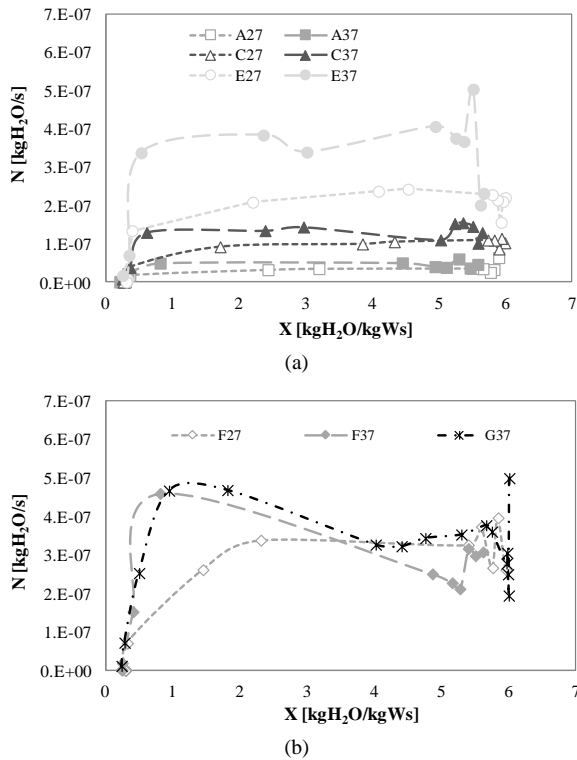 7.E-07
6.E-07
5.E-07
4.E-07
3.E-07
2.E-07
1.E-07
0.E+00
N [kgH₂O/s]
A27 A37
C27 C37
E27 E37
0 1 2 3 4 5 6 7
X [kgH₂O/kgWs]
(a)
7.E-07
6.E-07
5.E-07
4.E-07
3.E-07
2.E-07
1.E-07
0.E+00
N [kgH₂O/s]
F27 F37 G37
0 1 2 3 4 5 6 7
X [kgH₂O/kgWs]
(b)